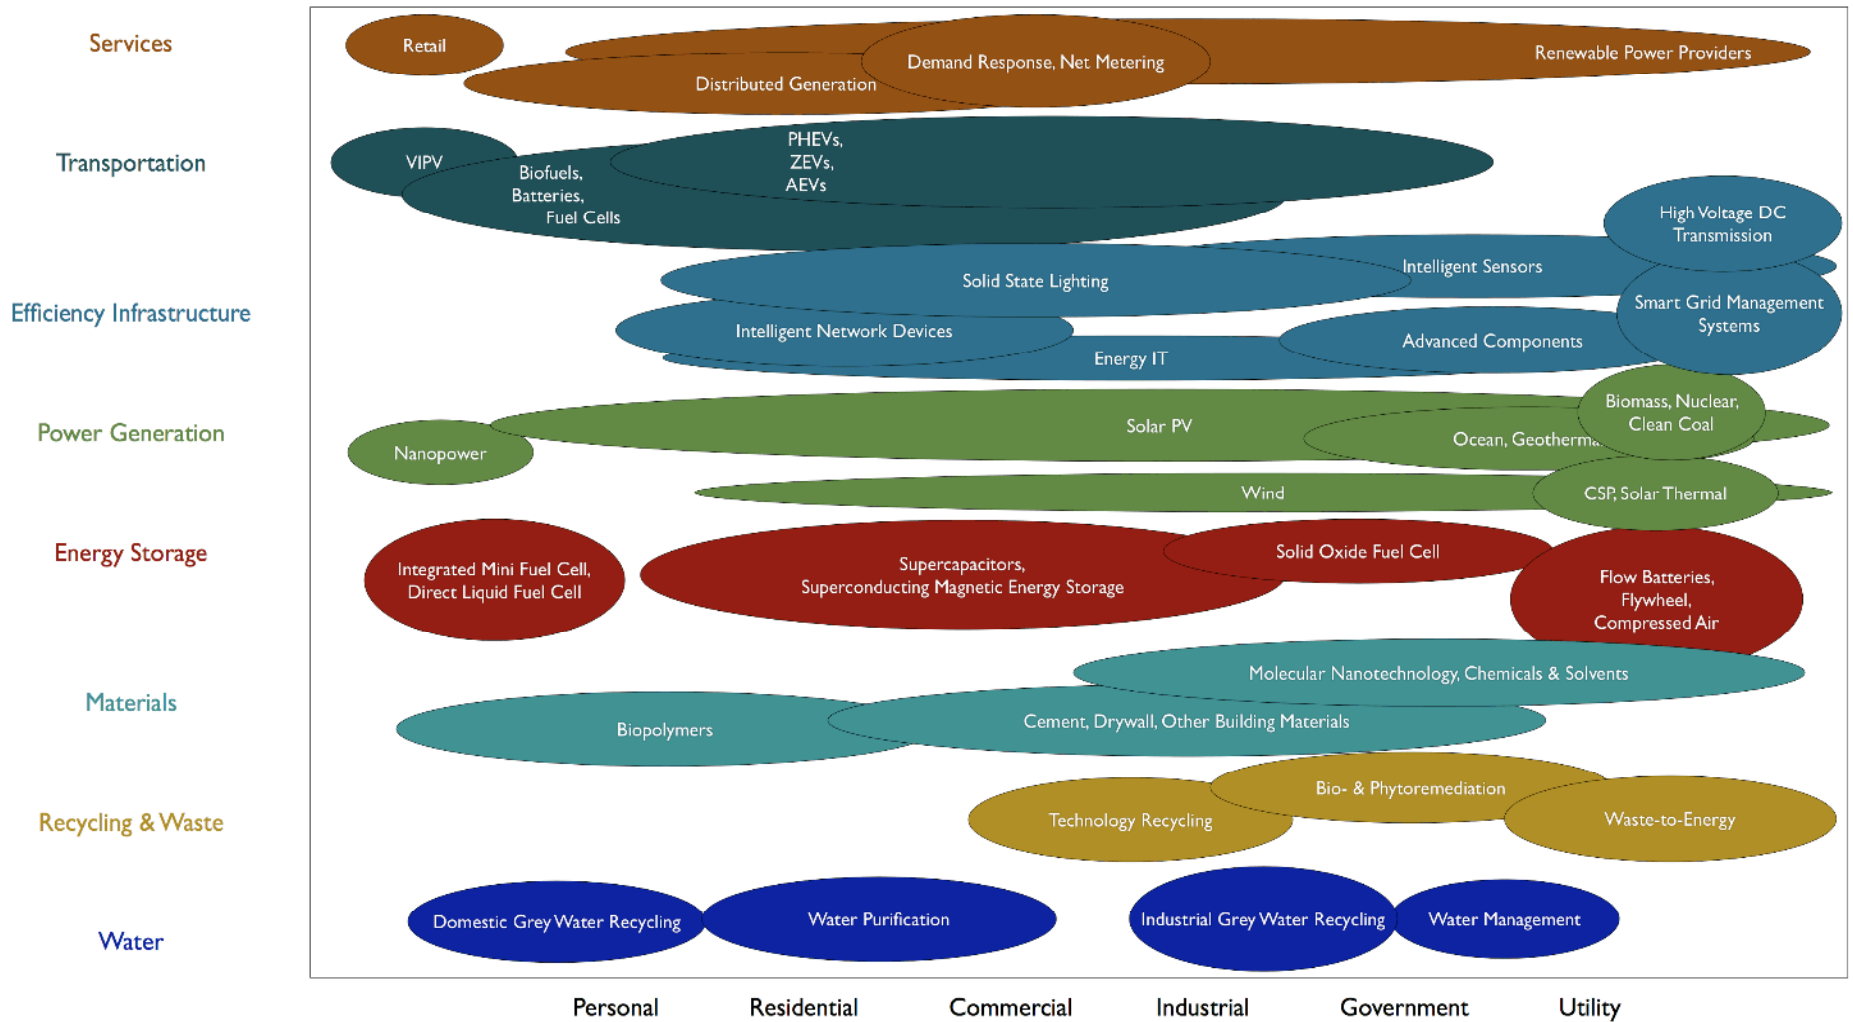 Services
Retail
Demand Response, Net Metering
Renewable Power Providers
Distributed Generation
Transportation
VIPV
Biofuels,
Batteries,
Fuel Cells
PHEVs,
ZEVs,
AEVs
Efficiency Infrastructure
High Voltage DC
Transmission
Intelligent Sensors
Solid State Lighting
Smart Grid Management
Systems
Intelligent Network Devices
Advanced Components
Energy IT
Power Generation
Biomass, Nuclear,
Clean Coal
Solar PV
Ocean, Geotherma
Nanopower
Wind
CSP, Solar Thermal
Energy Storage
Integrated Mini Fuel Cell,
Direct Liquid Fuel Cell
Supercapacitors,
Superconducting Magnetic Energy Storage
Solid Oxide Fuel Cell
Flow Batteries,
Flywheel,
Compressed Air
Materials
Molecular Nanotechnology, Chemicals & Solvents
Cement, Drywall, Other Building Materials
Biopolymers
Recycling & Waste
Bio- & Phytoremediation
Technology Recycling
Waste-to-Energy
Water
Domestic Grey Water Recycling
Water Purification
Industrial Grey Water Recycling
Water Management
Personal
Residential
Commercial
Industrial
Government
Utility